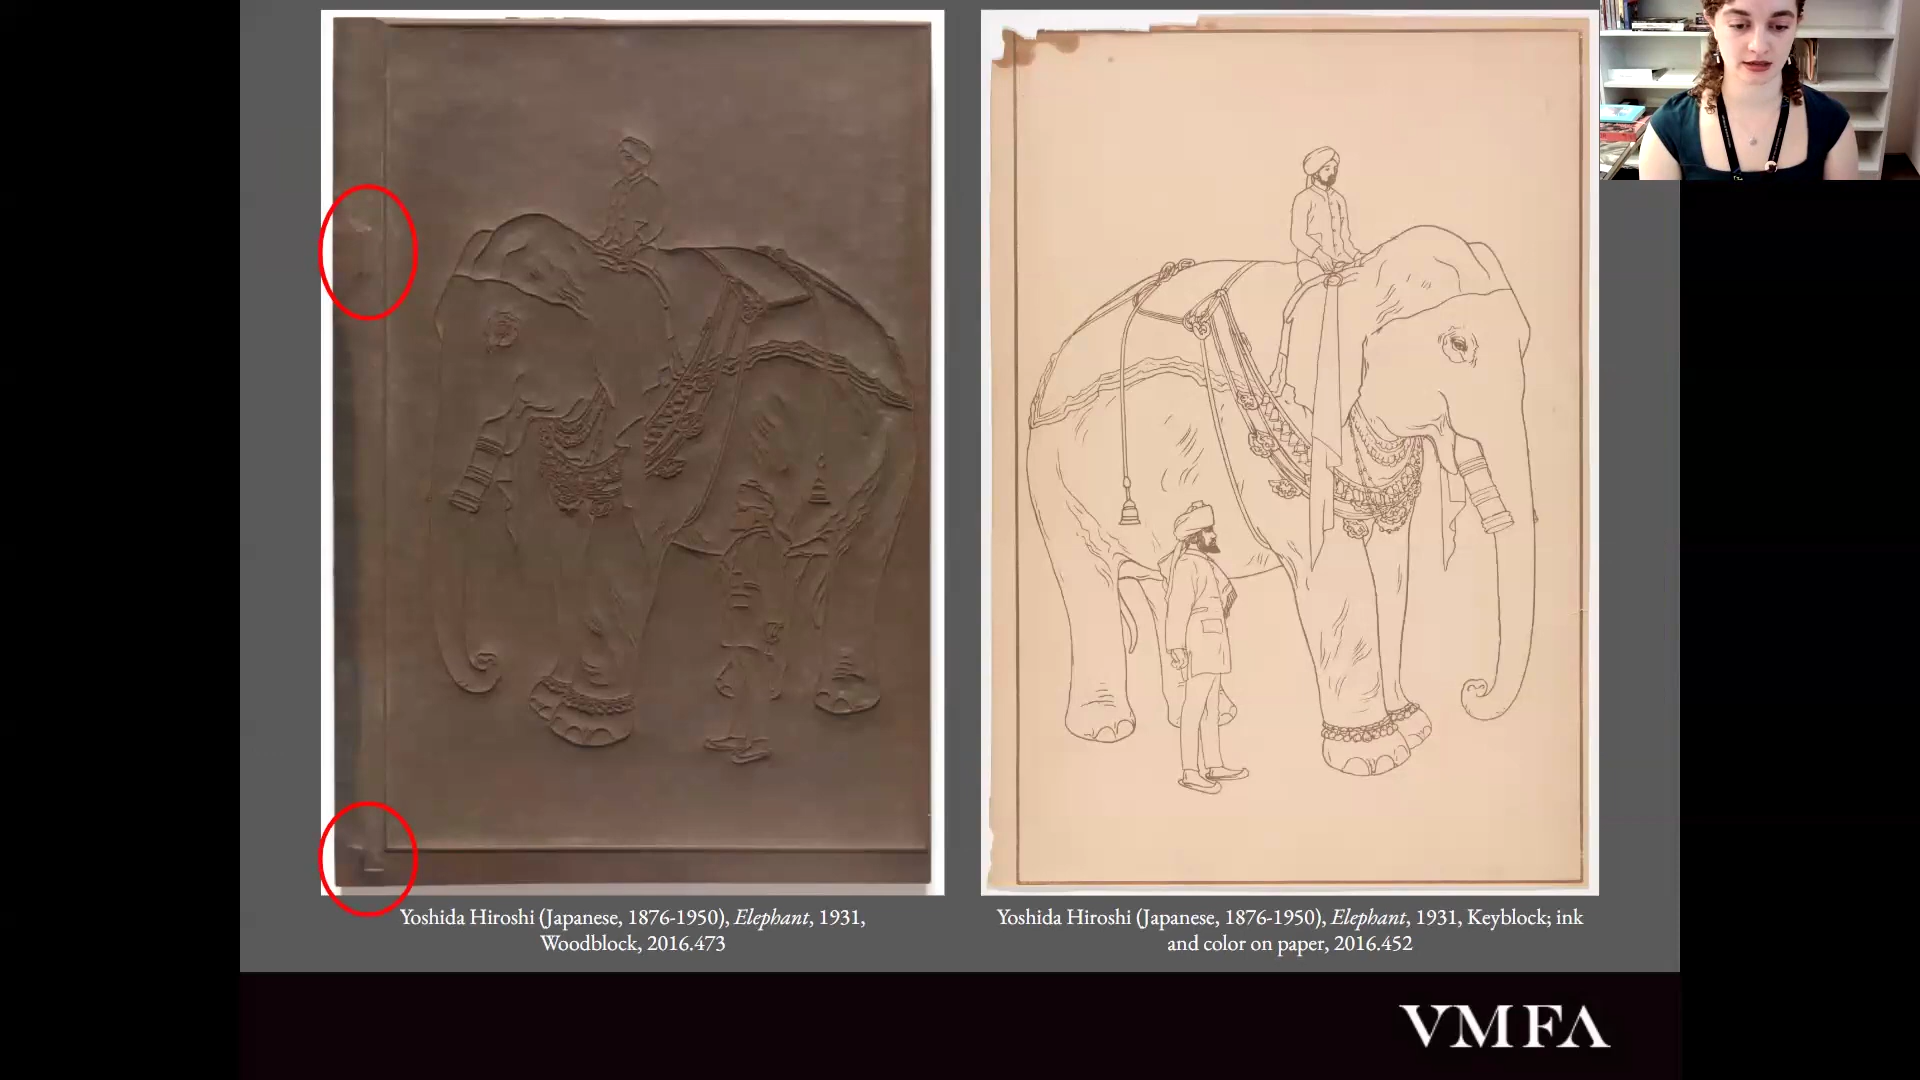 Yoshida Hiroshi (Japanese, 1876-1950), Elephant, 1931,
Woodblock, 2016.473
Yoshida Hiroshi (Japanese, 1876-1950), Elephant, 1931, Keyblock; ink
and color on paper, 2016.452
VMFA